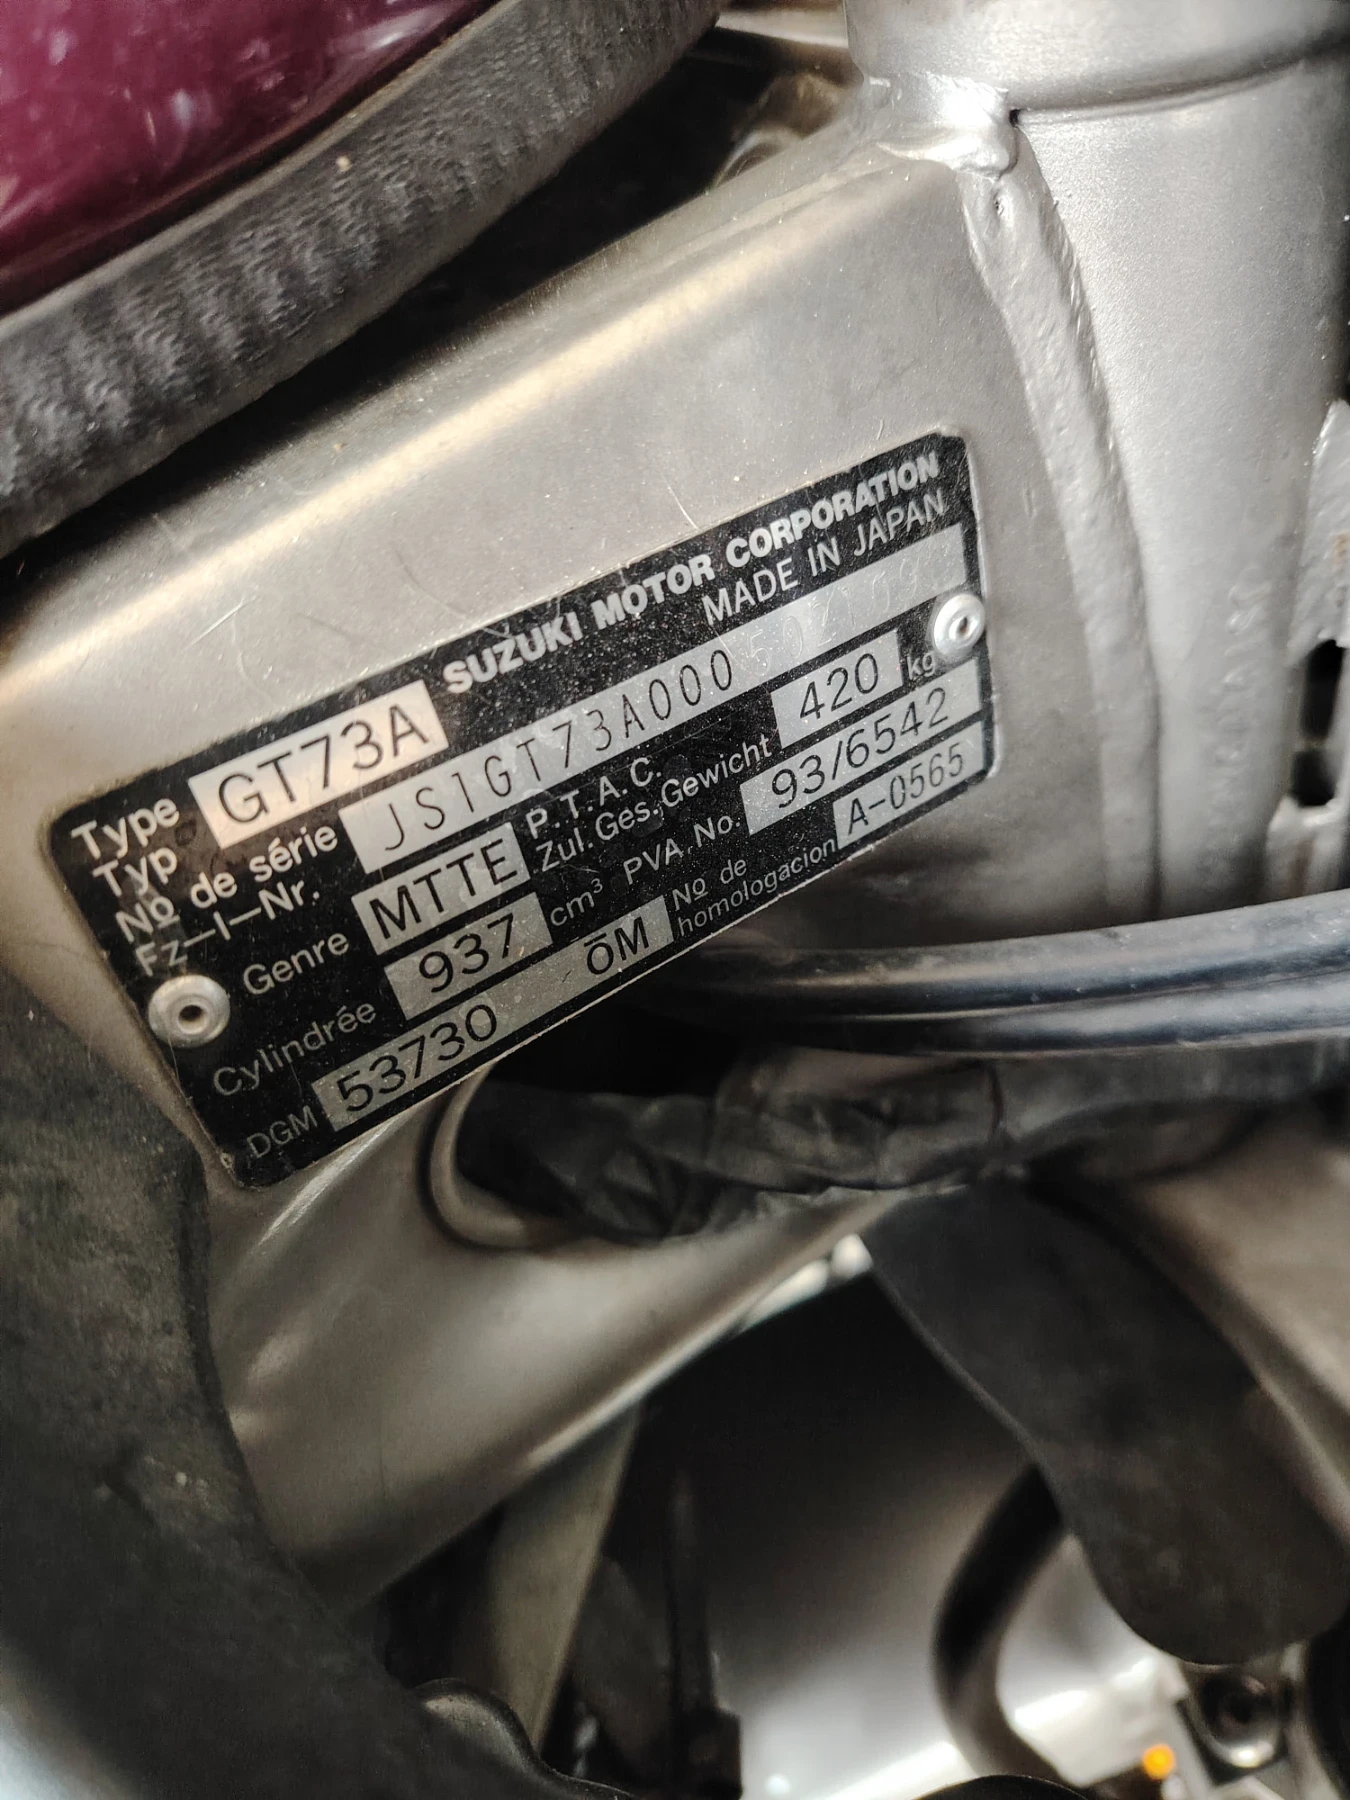 SUZUKI MOTOR CORPORATION
MADE IN JAPAN
Type
Typ
GT73A
Nº de série
Fz-I-Nr.
JS1GT73A000
Genre MTTE
P.T.A.C.
Zul.Ges.Gewicht
420 kg
Cylindrée 937 cm³ PVA.No. 93/6542
DGM 53730 ŌM
Nº de
homologacion
A-0565